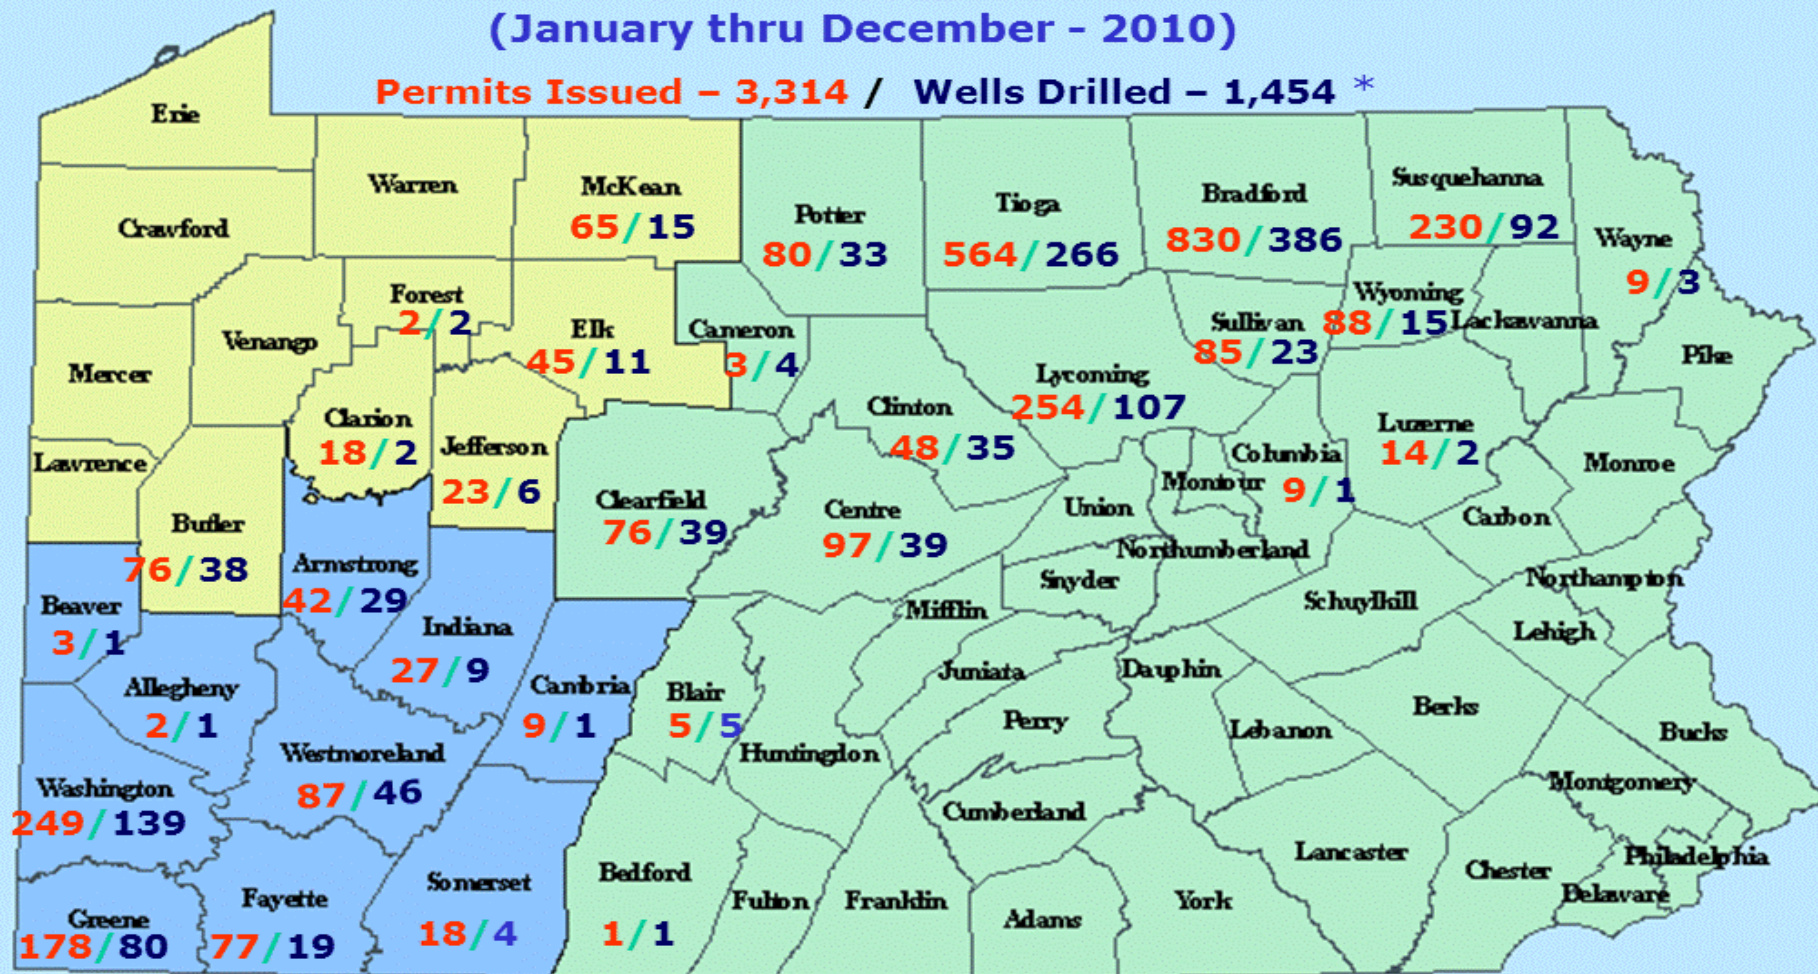 (January thru December - 2010)
Permits Issued – 3,314 / Wells Drilled – 1,454 *
Erie
Warren
McKean
65/15
Crawford
Potter
80/33
Tioga
564/266
Bradford
830/386
Susquehanna
230/92
Wayne
9/3
Forest
2/2
Venango
Elk
45/11
Cameron
3/4
Sullivan
85/23
Wyoming
88/15
Lackawanna
Pike
Mercer
Lycoming
254/107
Clinton
48/35
Clarion
18/2
Jefferson
23/6
Luzerne
14/2
Columbia
9/1
Montour
Monroe
Lawrence
Butler
76/38
Clearfield
76/39
Centre
97/39
Union
Carbon
Northumberland
Armstrong
42/29
Snyder
Northampton
Beaver
3/1
Mifflin
Schuylkill
Indiana
27/9
Lehigh
Allegheny
2/1
Cambria
9/1
Blair
5/5
Juniata
Dauphin
Perry
Lebanon
Berks
Bucks
Westmoreland
87/46
Huntingdon
Washington
249/139
Cumberland
Montgomery
Lancaster
Philadelphia
Chester
Delaware
Somerset
18/4
Bedford
1/1
Fulton
Franklin
Adams
York
Fayette
77/19
Greene
178/80